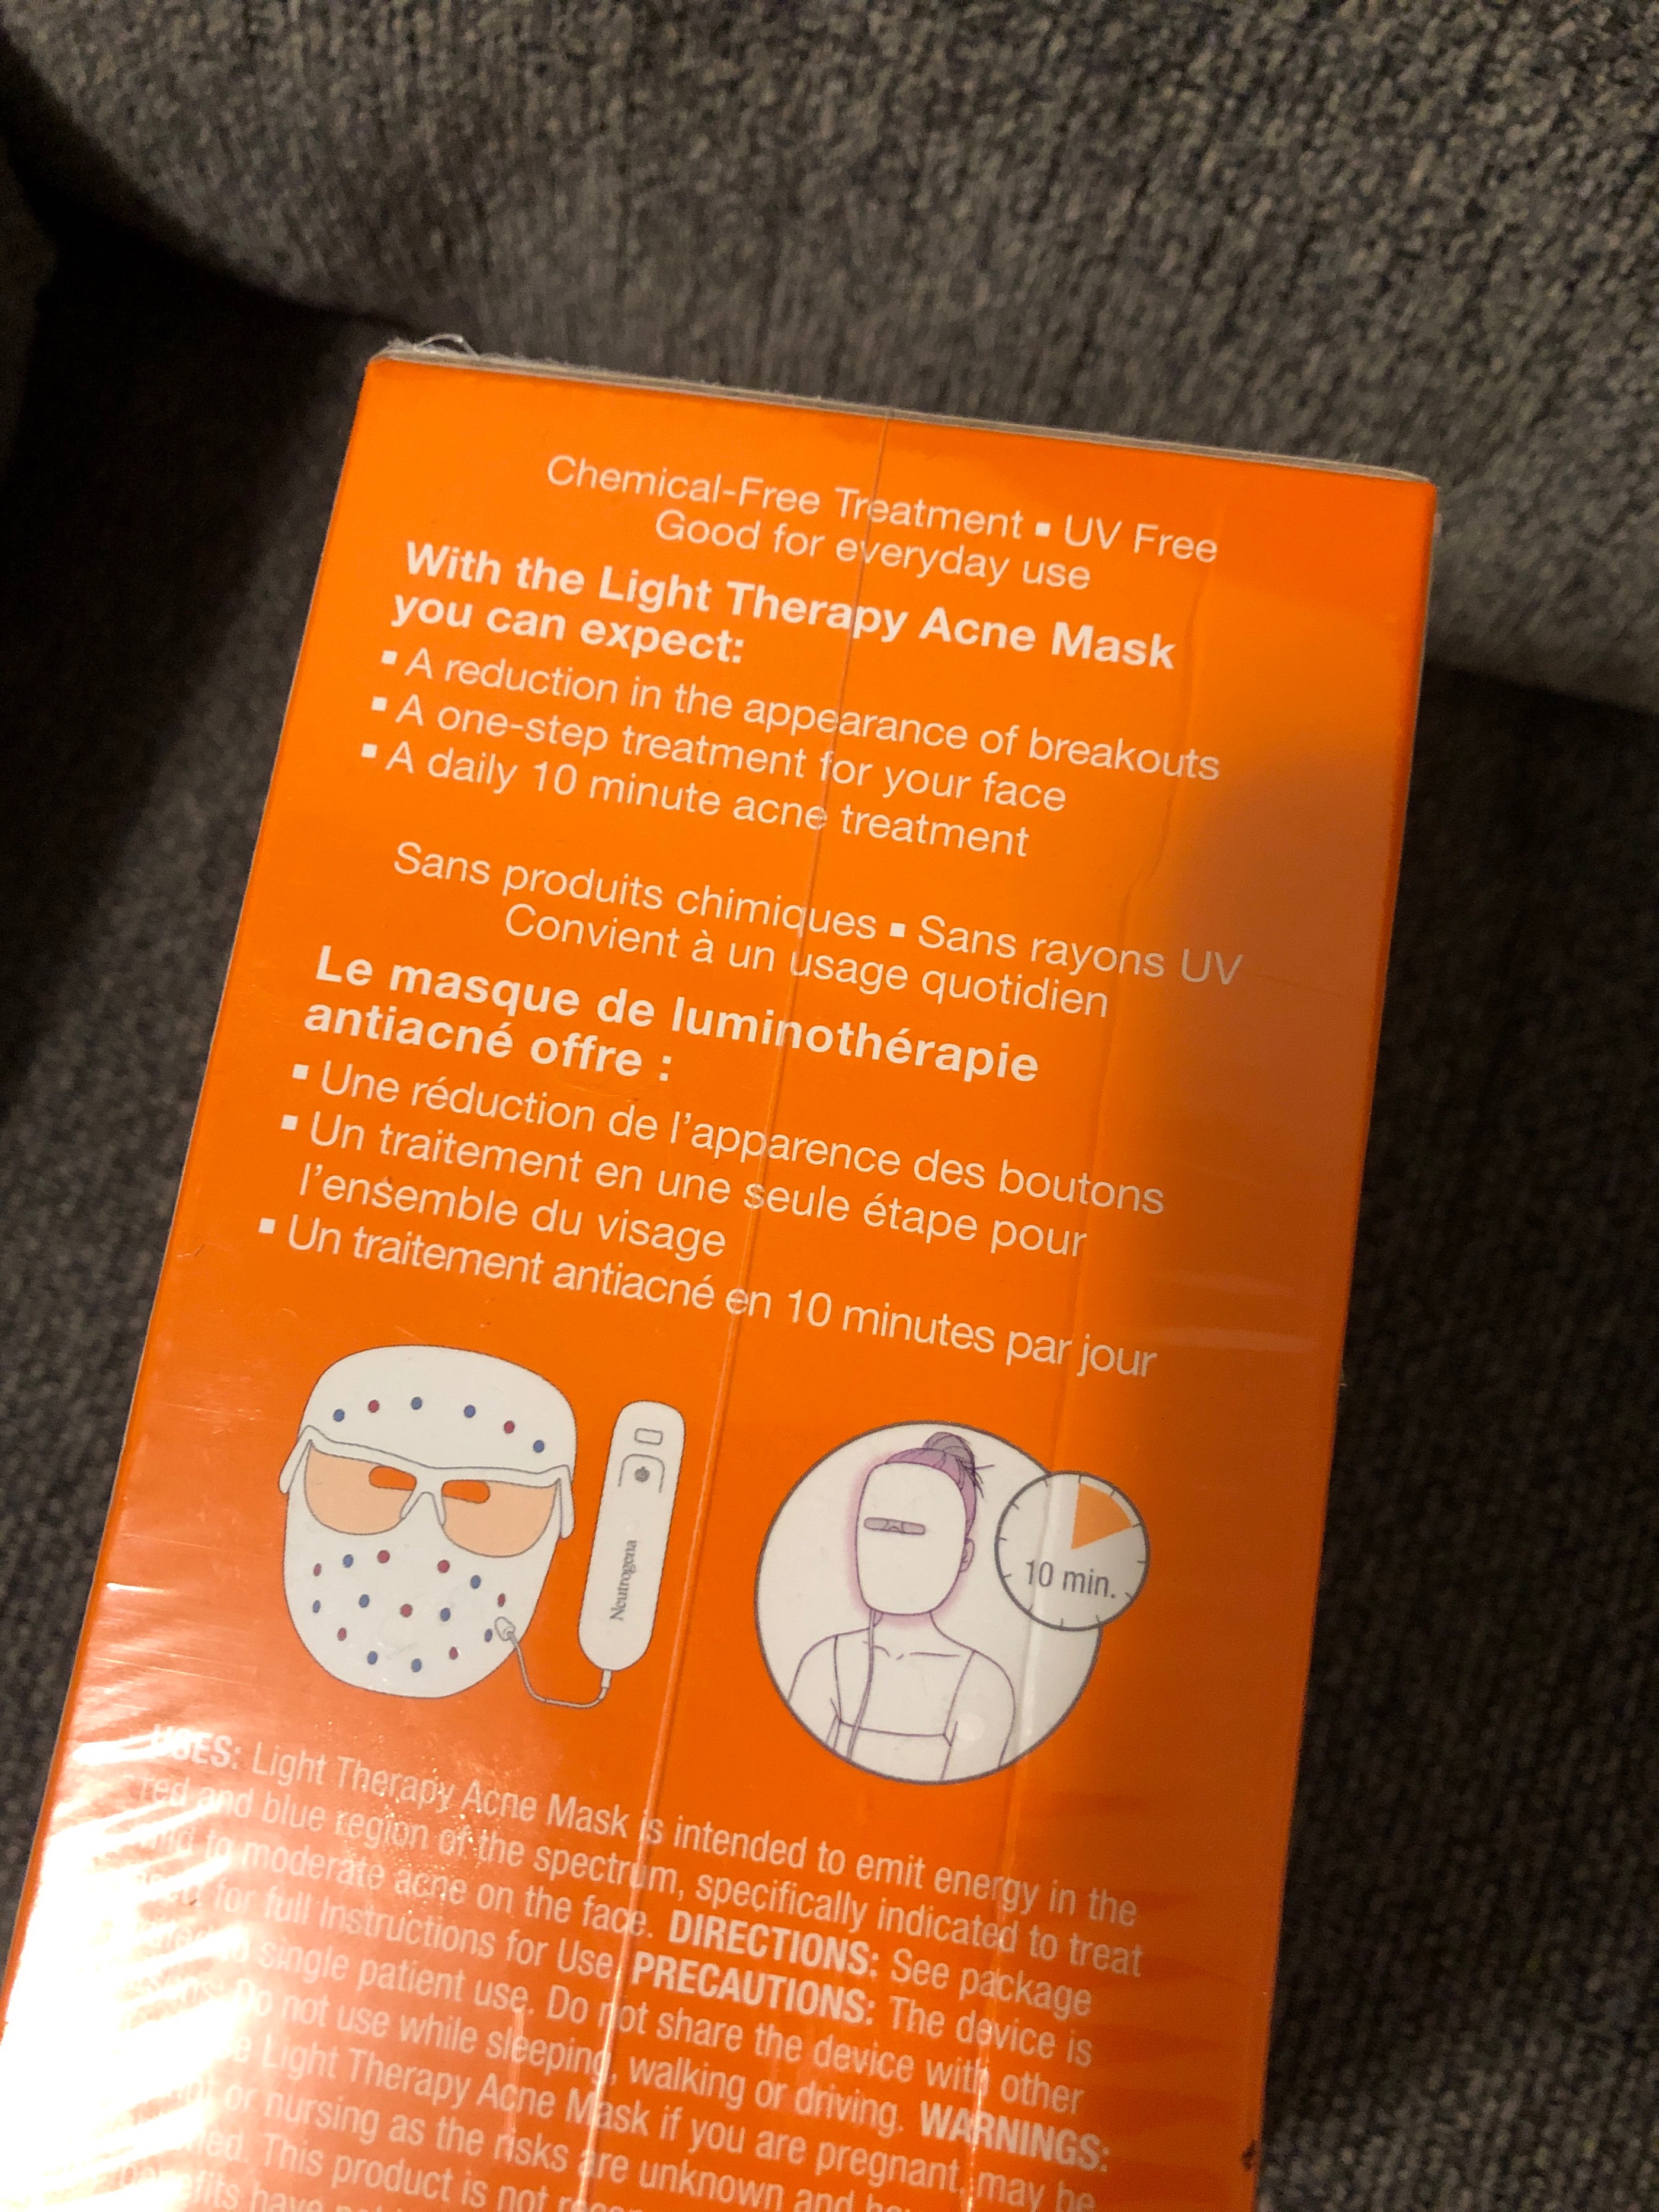 Chemical-Free Treatment ▪ UV Free
Good for everyday use
With the Light Therapy Acne Mask
you can expect:
▪ A reduction in the appearance of breakouts
▪ A one-step treatment for your face
▪ A daily 10 minute acne treatment
Sans produits chimiques ▪ Sans rayons UV
Convient à un usage quotidien
Le masque de luminothérapie
antiacné offre :
▪ Une réduction de l'apparence des boutons
▪ Un traitement en une seule étape pour
l'ensemble du visage
▪ Un traitement antiacné en 10 minutes par jour
Neutrogena
10 min.
USES: Light Therapy Acne Mask is intended to emit energy in the
red and blue region of the spectrum, specifically indicated to treat
mild to moderate acne on the face. DIRECTIONS: See package
for full Instructions for Use. PRECAUTIONS: The device is
single patient use. Do not share the device with other
Do not use while sleeping, walking or driving. WARNINGS:
Light Therapy Acne Mask if you are pregnant, may be
or nursing as the risks are unknown and
This product is not
have